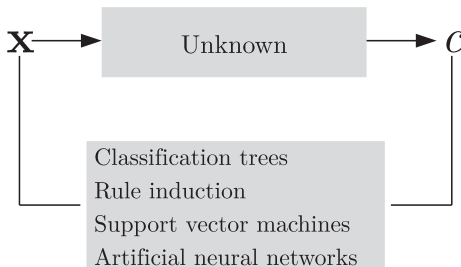 x Unknown c
Classification trees
Rule induction
Support vector machines
Artificial neural networks